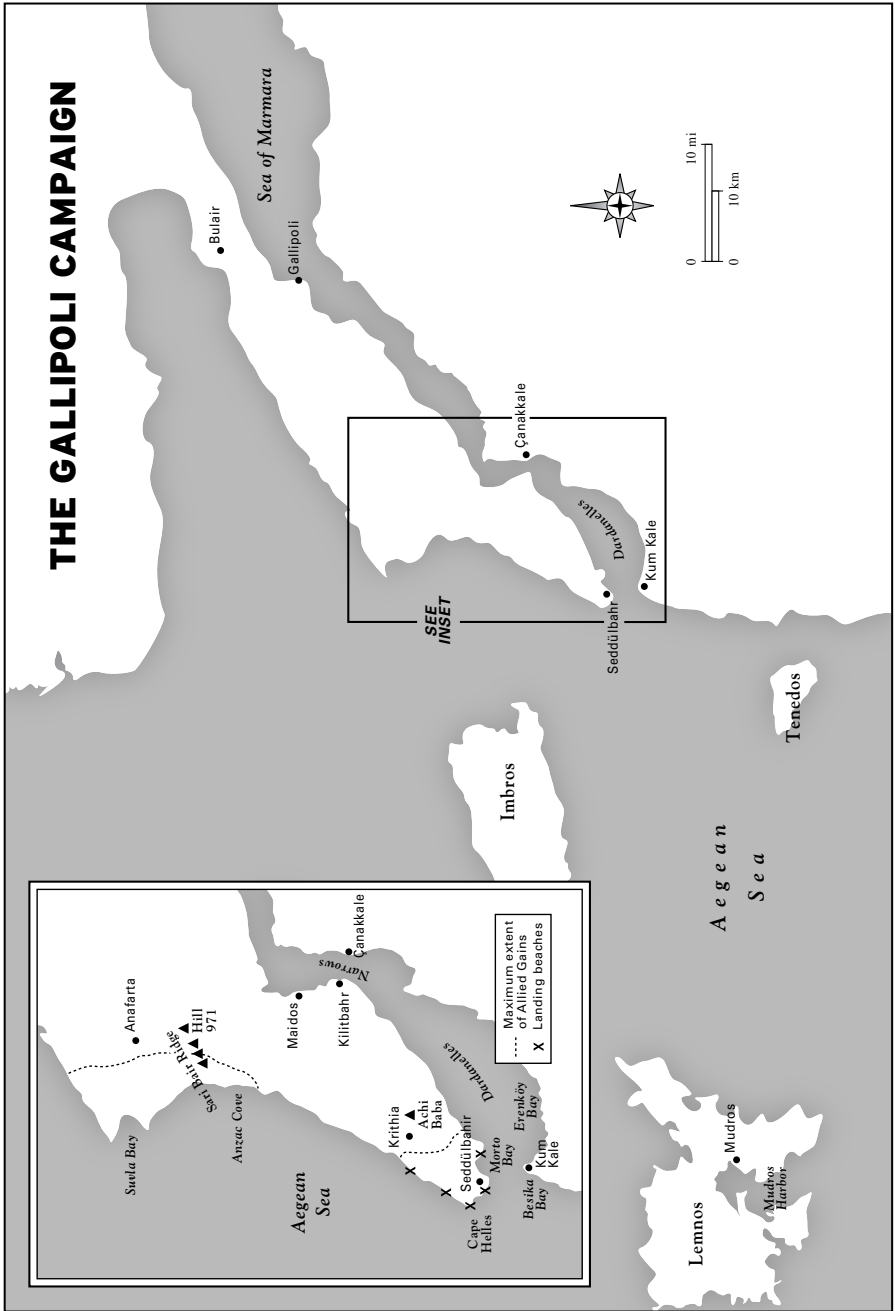 THE GALLIPOLI CAMPAIGN
Sea of Marmara
Bulair
Gallipoli
Çanakkale
Dardanelles
Kum Kale
Seddülbahr
SEE
INSET
0
10 mi
0
10 km
Imbros
Tenedos
Aegean
Sea
Lemnos
Mudros
Mudros
Harbor
Anafarta
Hill
971
Sari Bair Ridge
Suvla Bay
Anzac Cove
Maidos
Kilitbahr
Narrows
Çanakkale
Krithia
Achi
Baba
Aegean
Sea
Dardanelles
Seddülbahir
Morto
Bay
Erenköy
Bay
Cape
Helles
Kum
Kale
Besika
Bay
Maximum extent
of Allied Gains
X Landing beaches